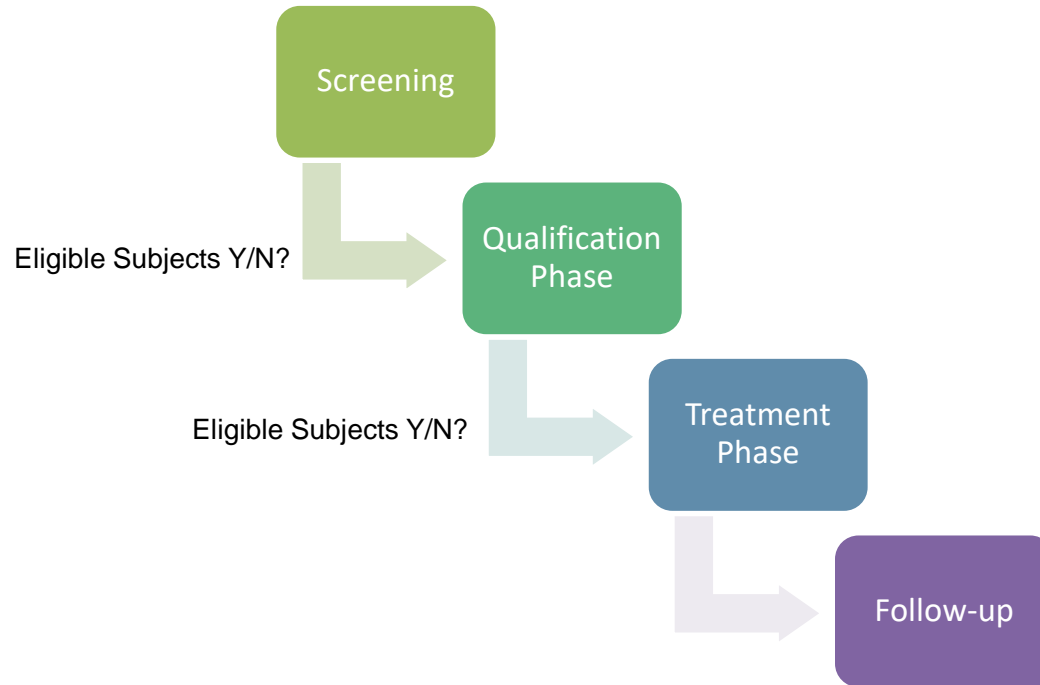 Screening
Eligible Subjects Y/N?
Qualification
Phase
Eligible Subjects Y/N?
Treatment
Phase
Follow-up